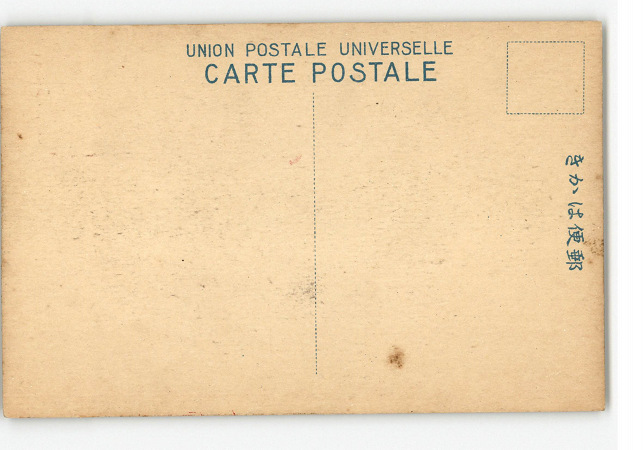 UNION POSTALE UNIVERSELLE
CARTE POSTALE
きかは便郵